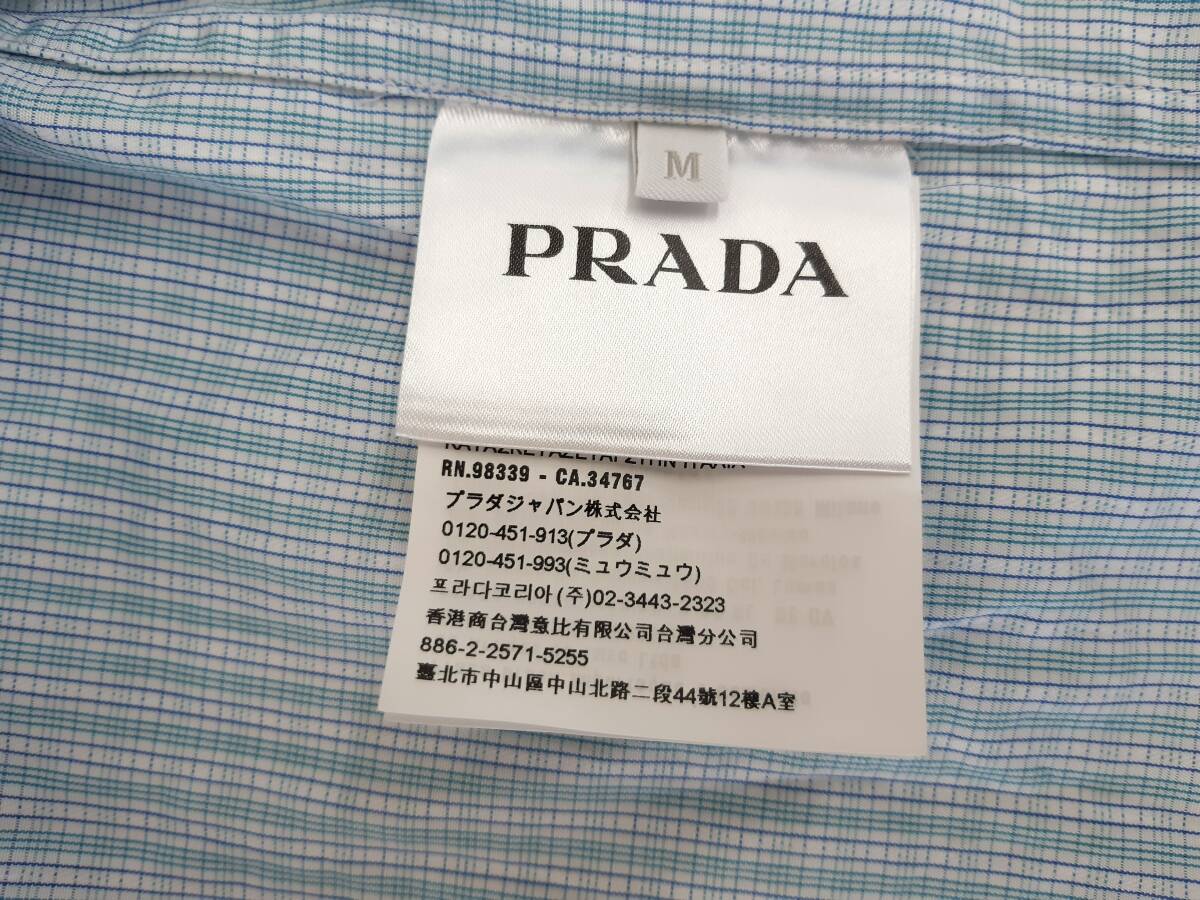 M
PRADA
RN.98339 - CA.34767
プラダジャパン株式会社
0120-451-913(プラダ)
0120-451-993(ミュウミュウ)
프라다코리아(주)02-3443-2323
香港商台灣意比有限公司台灣分公司
886-2-2571-5255
臺北市中山區中山北路二段44號12樓A室